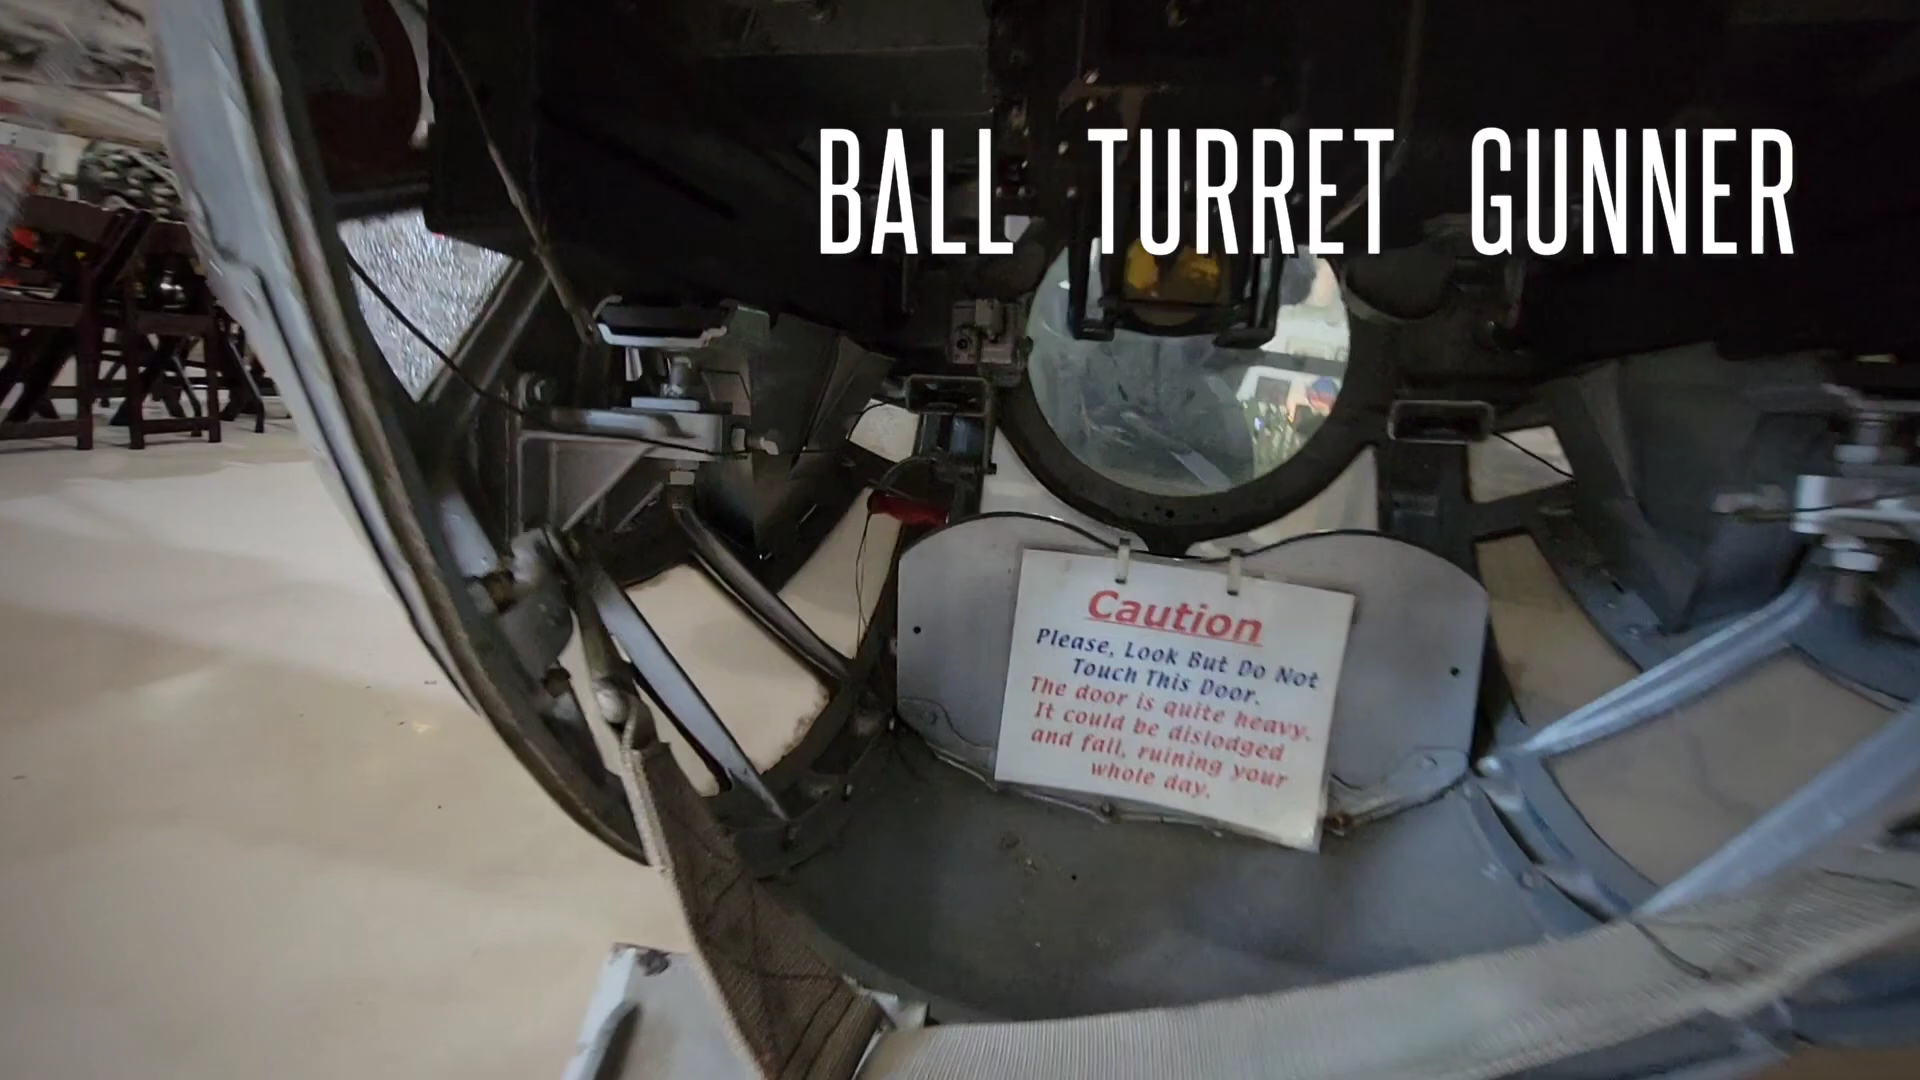 BALL TURRET GUNNER
Caution
Please, Look But Do Not
Touch This Door.
The door is quite heavy.
It could be dislodged
and fall, ruining your
whole day.